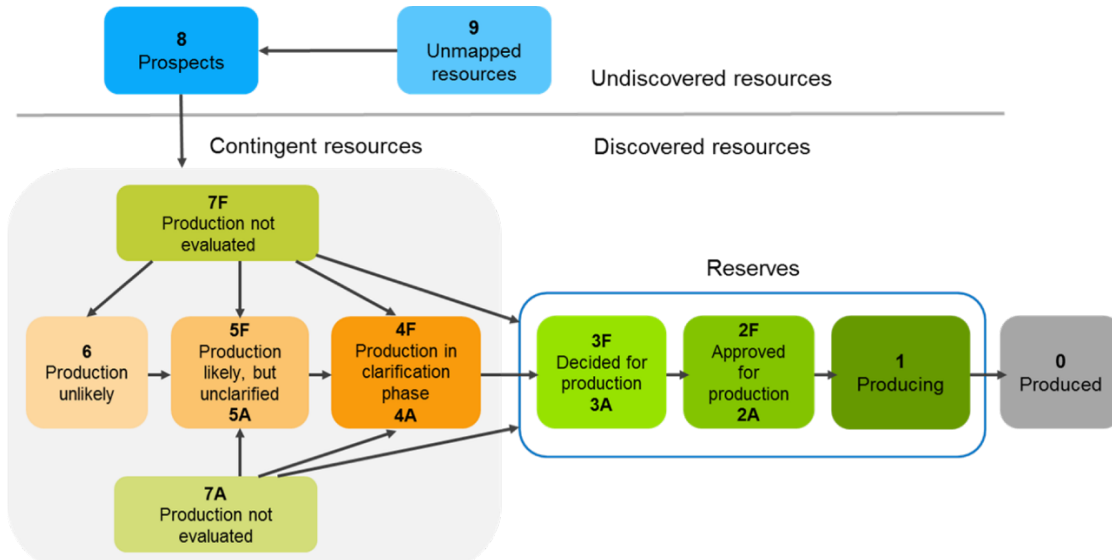 8
Prospects
9
Unmapped
resources
Undiscovered resources
Contingent resources
Discovered resources
7F
Production not
evaluated
Reserves
6
Production
unlikely
5F
Production
likely, but
unclarified
5A
4F
Production in
clarification
phase
4A
3F
Decided for
production
3A
2F
Approved
for
production
2A
1
Producing
0
Produced
7A
Production not
evaluated